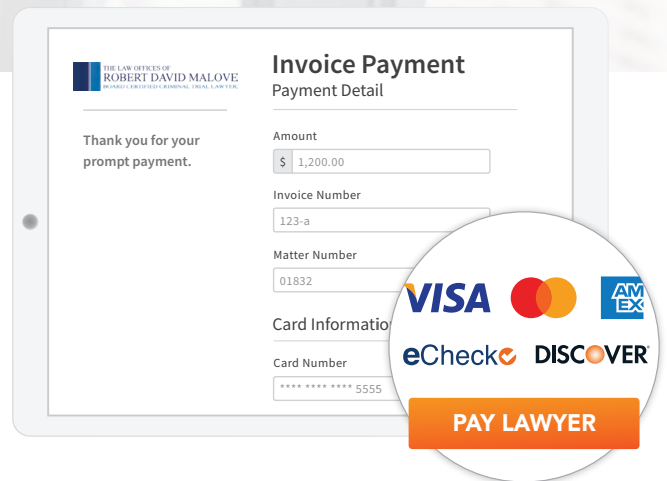 THE LAW OFFICES OF
ROBERT DAVID MALOVE
BOARD CERTIFIED CRIMINAL TRIAL LAWYER
Thank you for your
prompt payment.
Invoice Payment
Payment Detail
Amount
$ 1,200.00
Invoice Number
123-a
Matter Number
01832
Card Information
Card Number
**** **** **** 5555
VISA
AM
EX
eCheck DISCOVER
PAY LAWYER